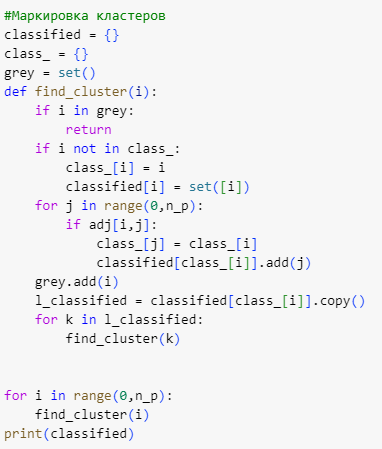 #Маркировка кластеров
classified = {}
class_ = {}
grey = set()
def find_cluster(i):
    if i in grey:
        return
    if i not in class_:
        class_[i] = i
        classified[i] = set([i])
    for j in range(0,n_p):
        if adj[i,j]:
            class_[j] = class_[i]
            classified[class_[i]].add(j)
    grey.add(i)
    l_classified = classified[class_[i]].copy()
    for k in l_classified:
        find_cluster(k)
for i in range(0,n_p):
    find_cluster(i)
print(classified)